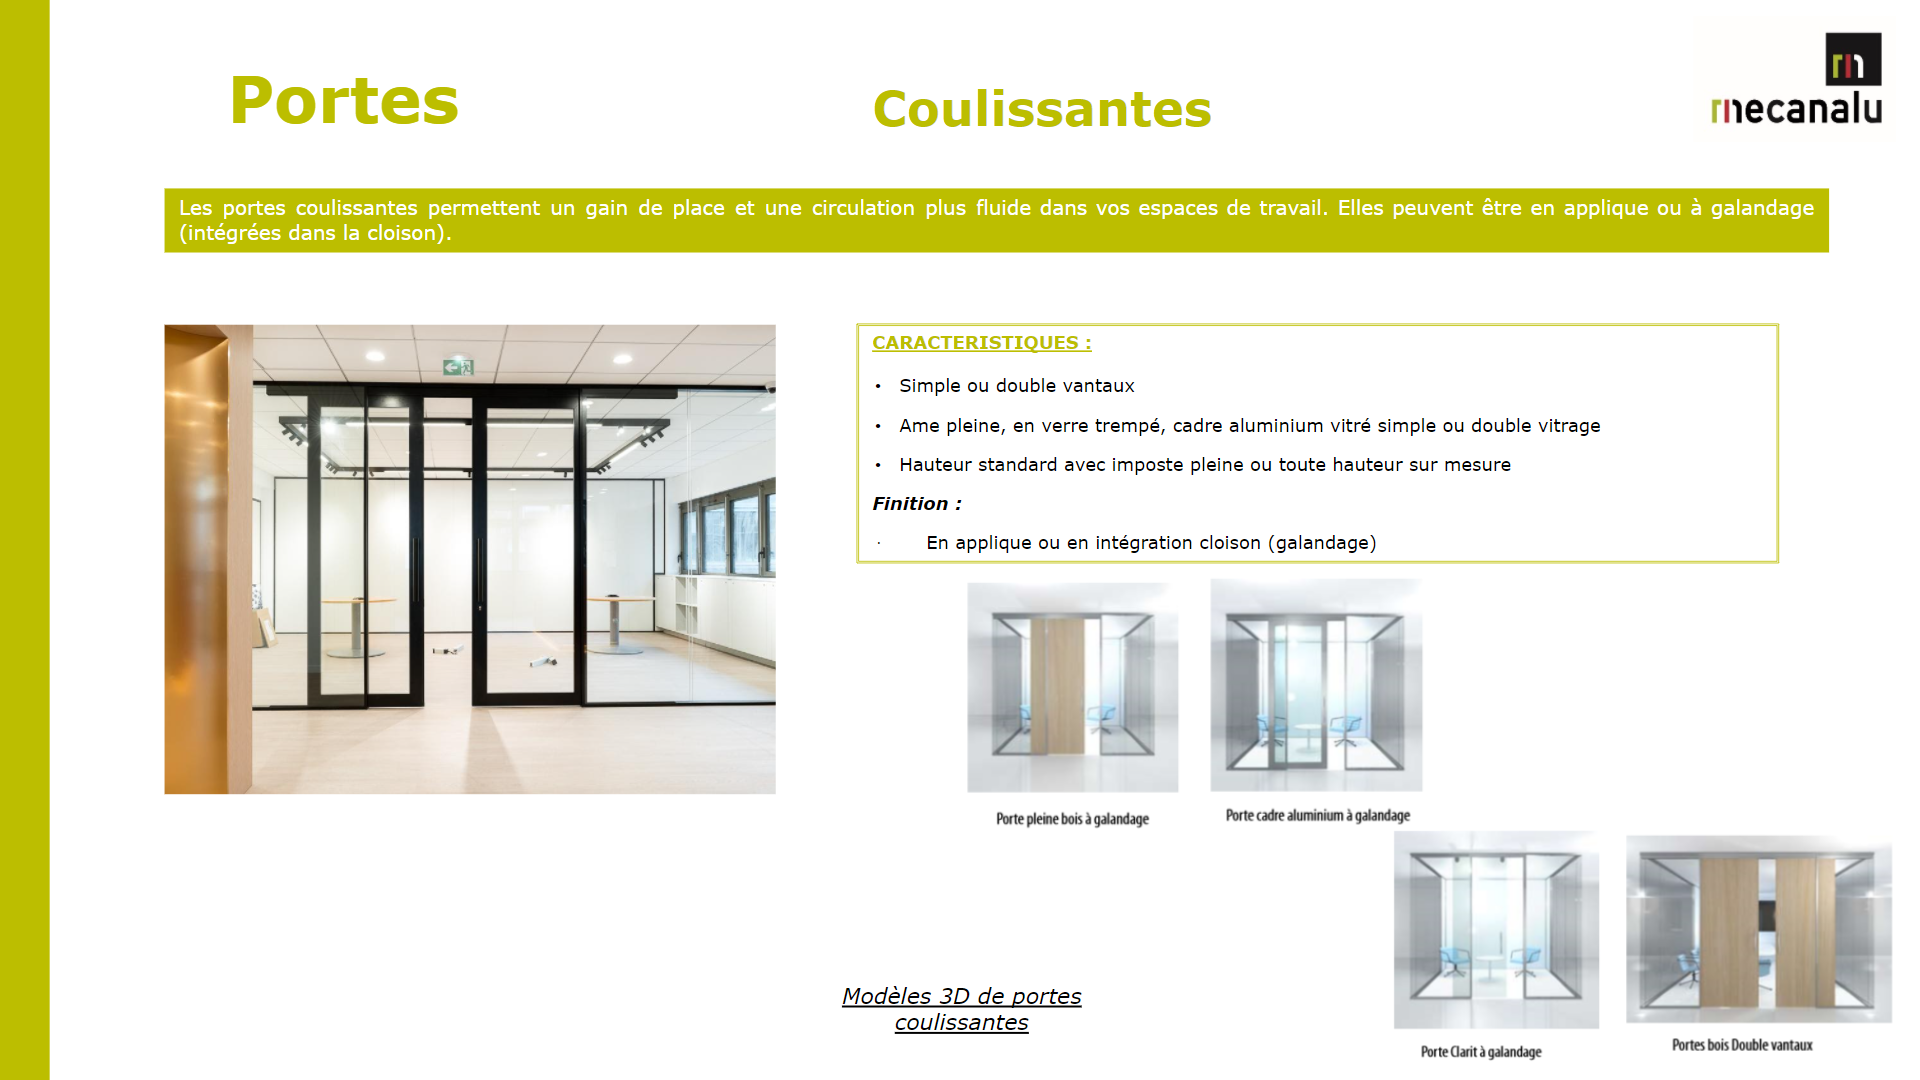 Portes
Coulissantes
mecanalu
Les portes coulissantes permettent un gain de place et une circulation plus fluide dans vos espaces de travail. Elles peuvent être en applique ou à galandage
(intégrées dans la cloison).
CARACTERISTIQUES :
• Simple ou double vantaux
• Ame pleine, en verre trempé, cadre aluminium vitré simple ou double vitrage
• Hauteur standard avec imposte pleine ou toute hauteur sur mesure
Finition :
· En applique ou en intégration cloison (galandage)
Porte pleine bois à galandage
Porte cadre aluminium à galandage
Porte Clarit à galandage
Portes bois Double vantaux
Modèles 3D de portes
coulissantes